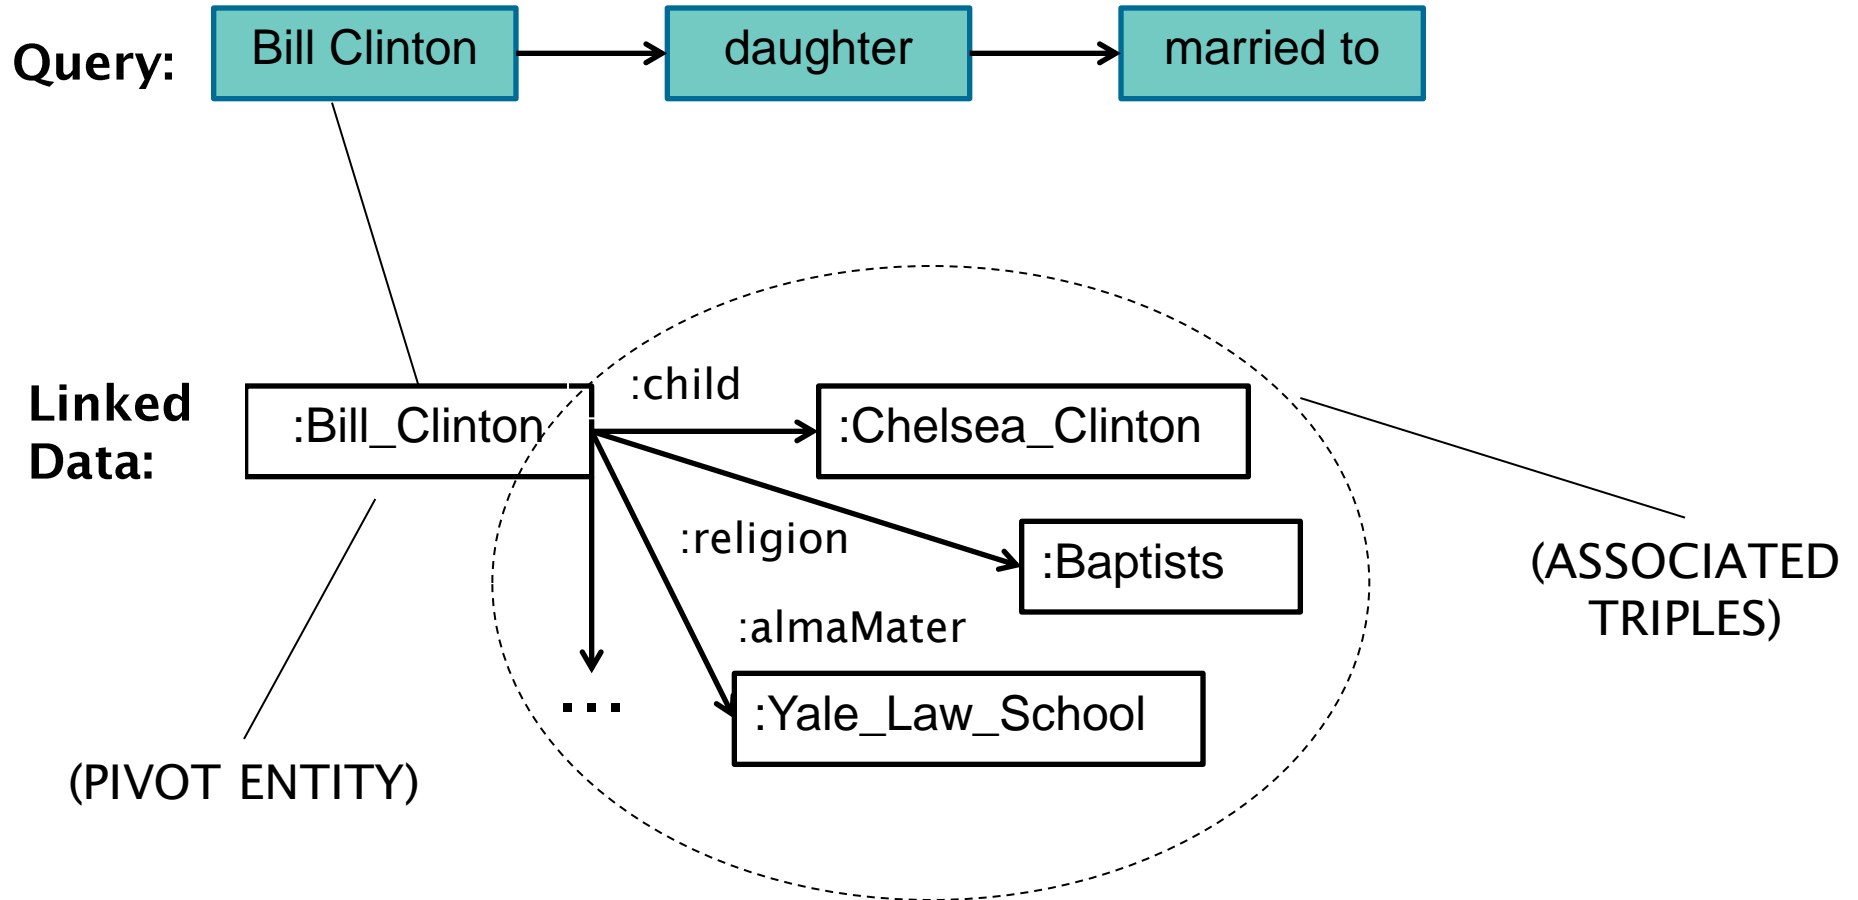 Query:
Bill Clinton
daughter
married to
Linked
Data:
:Bill_Clinton
:child
:Chelsea_Clinton
:religion
:Baptists
:almaMater
:Yale_Law_School
...
(PIVOT ENTITY)
(ASSOCIATED
TRIPLES)